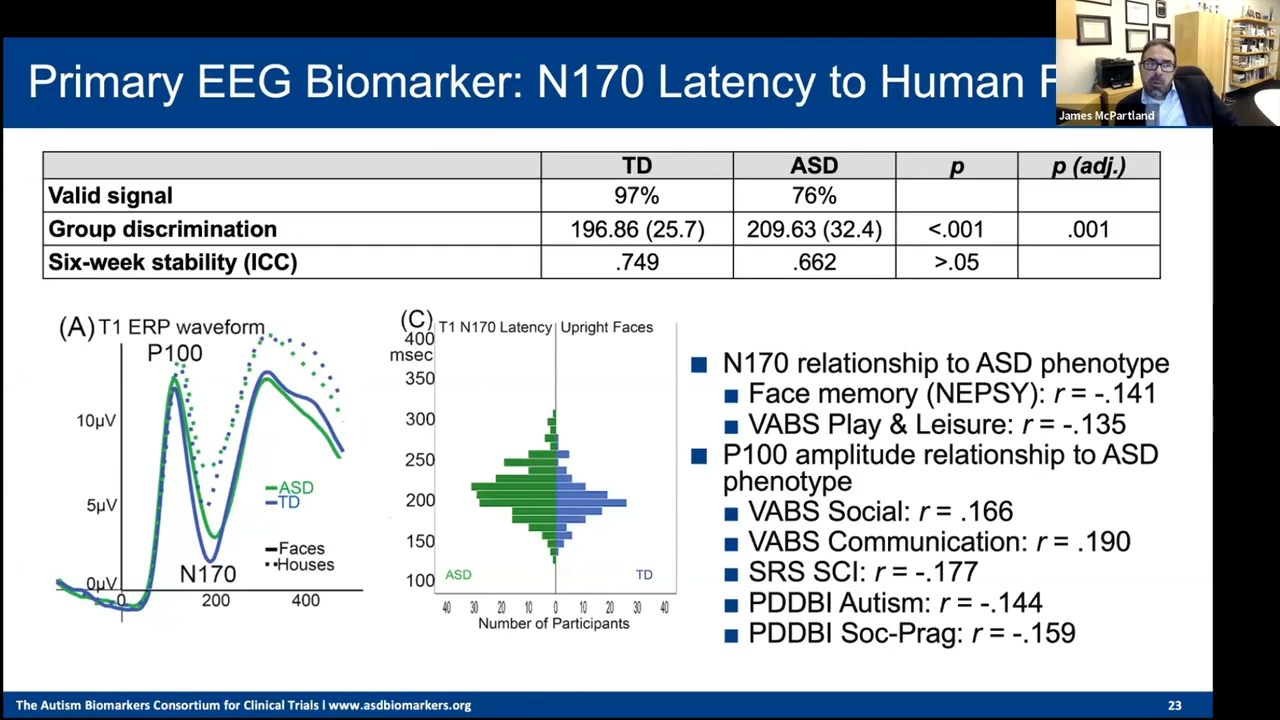 Primary EEG Biomarker: N170 Latency to Human F
James McPartland
TD ASD p p (adj.)
Valid signal 97% 76%
Group discrimination 196.86 (25.7) 209.63 (32.4) <.001 .001
Six-week stability (ICC) .749 .662 >.05
(A) T1 ERP waveform
P100
10µV
5µV
0µV
ASD
TD
Faces
Houses
N170
0 200 400
(C) T1 N170 Latency Upright Faces
400
msec
350
300
250
200
150
100
ASD TD
40 30 20 10 0 10 20 30 40
Number of Participants
N170 relationship to ASD phenotype
Face memory (NEPSY): r = -.141
VABS Play & Leisure: r = -.135
P100 amplitude relationship to ASD
phenotype
VABS Social: r = .166
VABS Communication: r = .190
SRS SCI: r = -.177
PDDBI Autism: r = -.144
PDDBI Soc-Prag: r = -.159
The Autism Biomarkers Consortium for Clinical Trials I www.asdbiomarkers.org
23